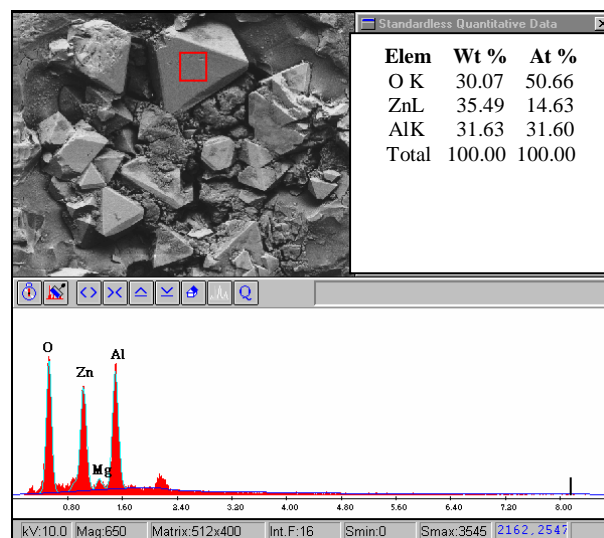 Standardless Quantitative Data
Elem Wt % At %
O K 30.07 50.66
ZnL 35.49 14.63
AlK 31.63 31.60
Total 100.00 100.00
Q
O
Zn
Al
Mg
0.80 1.60 2.40 3.20 4.00 4.80 5.60 6.40 7.20 8.00
kV:10.0 Mag:650 Matrix:512x400 Int.F:16 Smin:0 Smax:3545 2162,2547